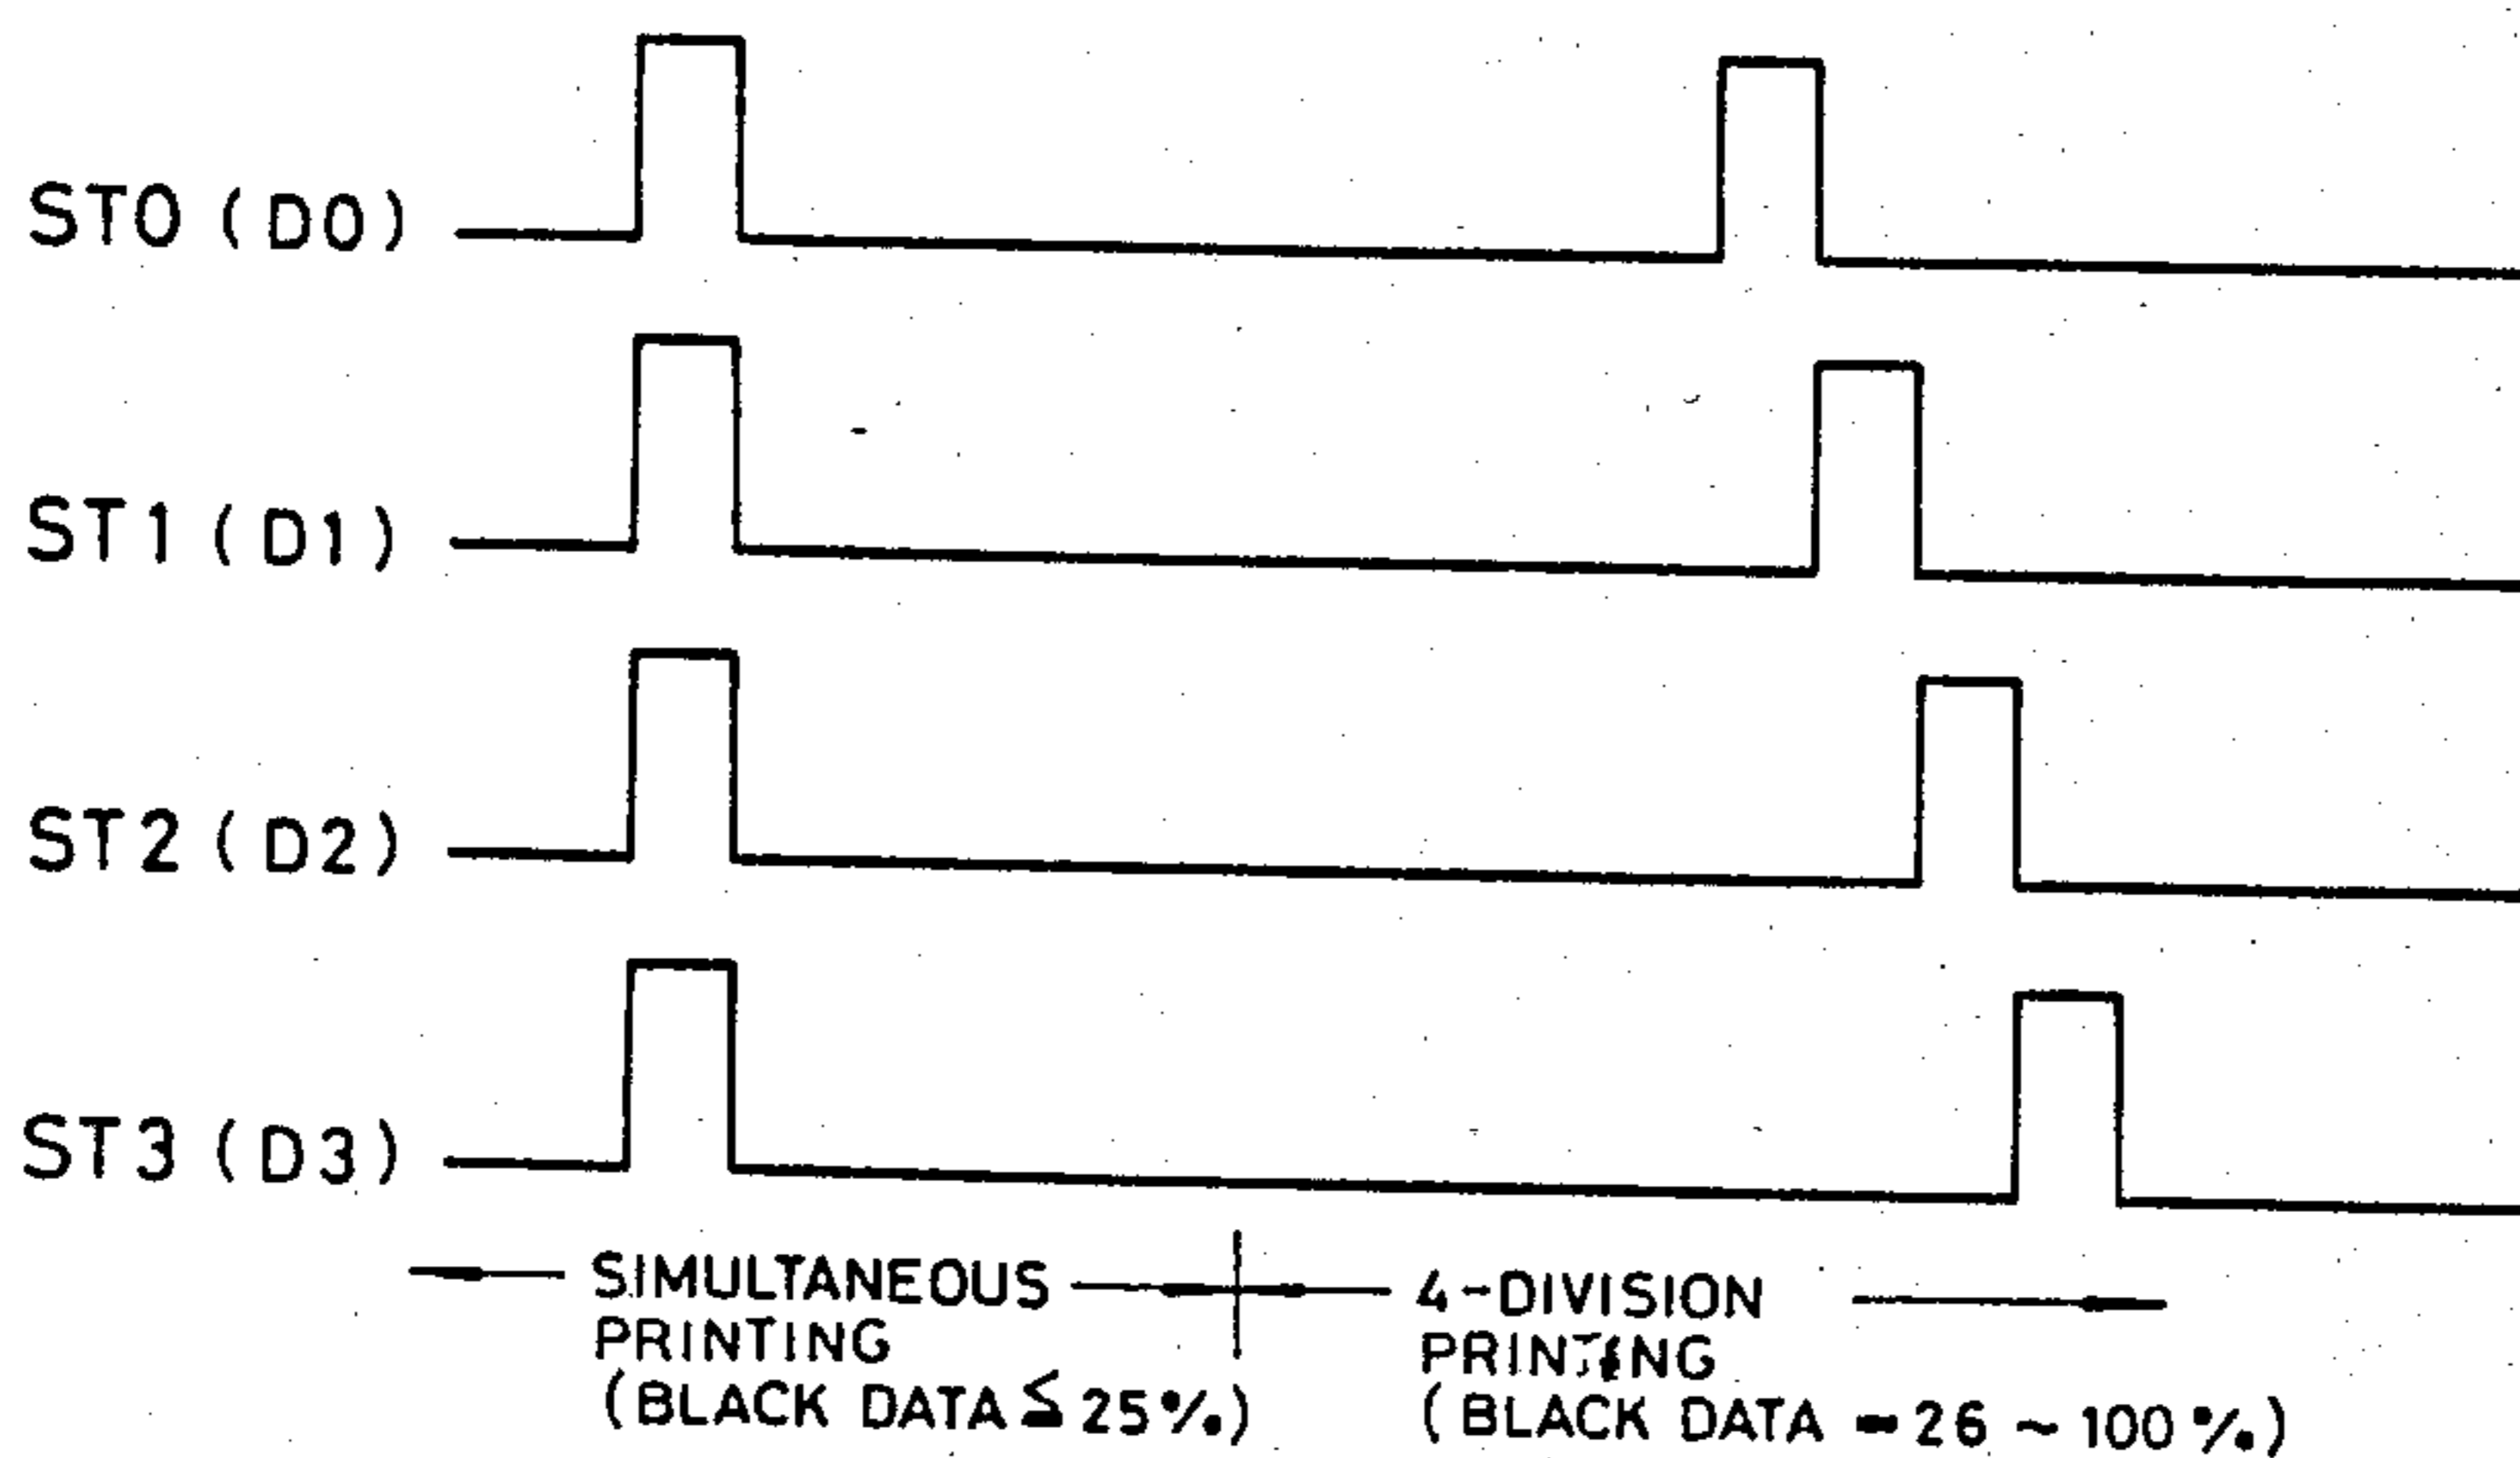 ST0 (D0)
ST1 (D1)
ST2 (D2)
ST3 (D3)
SIMULTANEOUS
PRINTING
(BLACK DATA ≦ 25%)
4-DIVISION
PRINTING
(BLACK DATA = 26 ~ 100%)